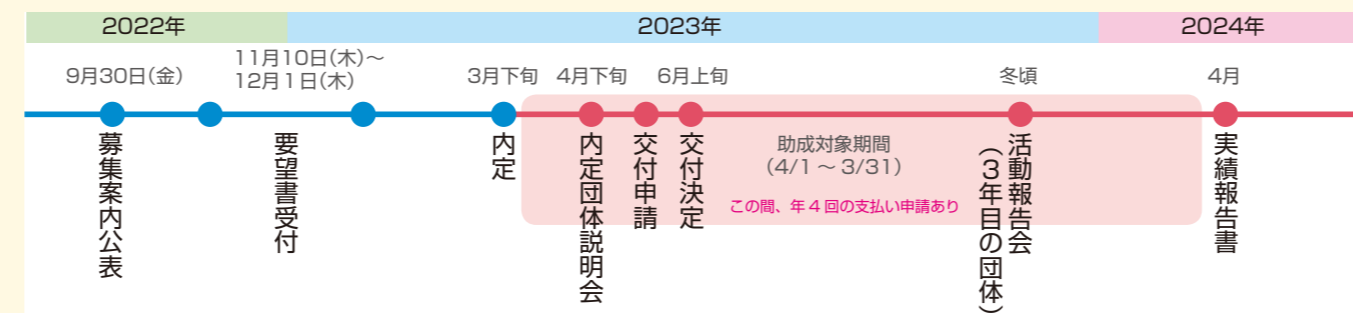 2022年
2023年
2024年
9月30日(金)
11月10日(木)～
12月1日(木)
3月下旬
4月下旬
6月上旬
冬頃
4月
募集案内公表
要望書受付
内定
内定団体説明会
交付申請
交付決定
助成対象期間
（4/1 ～ 3/31）
この間、年 4 回の支払い申請あり
活動報告会
（３年目の団体）
実績報告書